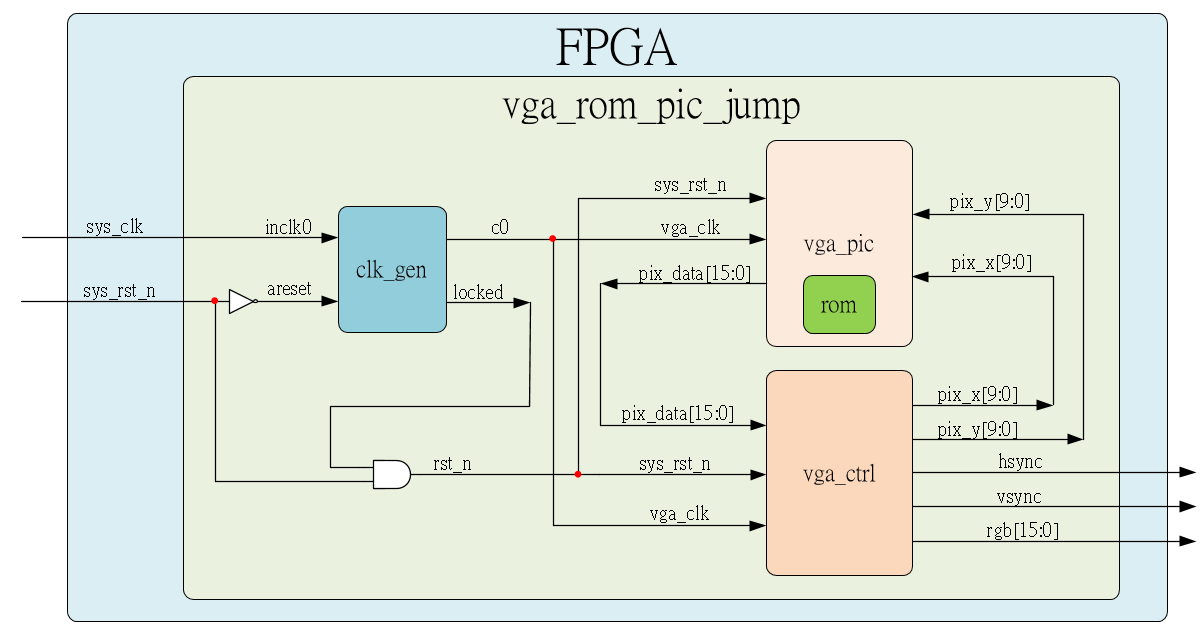 FPGA
vga_rom_pic_jump
sys_rst_n
pix_y[9:0]
sys_clk
inclk0
c0
vga_clk
vga_pic
clk_gen
pix_data[15:0]
pix_x[9:0]
sys_rst_n
areset
locked
rom
pix_data[15:0]
pix_x[9:0]
pix_y[9:0]
rst_n
sys_rst_n
vga_ctrl
hsync
vsync
vga_clk
rgb[15:0]